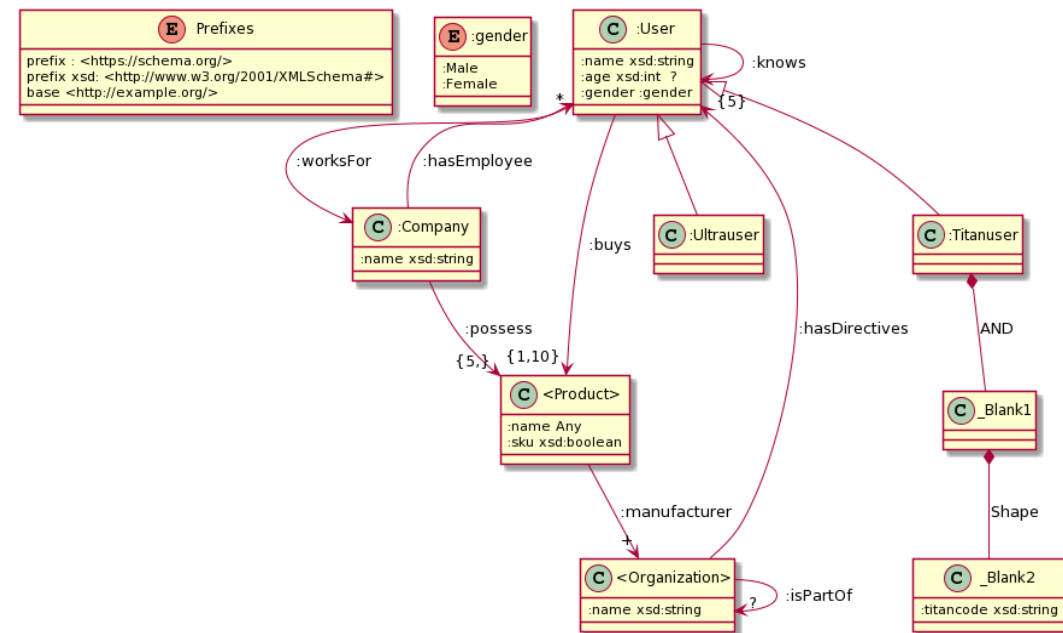 E Prefixes
prefix : <https://schema.org/>
prefix xsd: <http://www.w3.org/2001/XMLSchema#>
base <http://example.org/>
E :gender
:Male
:Female
C :User
:name xsd:string
:age xsd:int ?
:gender :gender
:knows
{5}
*
:worksFor
:hasEmployee
C :Company
:name xsd:string
:buys
C :Ultrauser
C :Titanuser
:possess
{5,}
{1,10}
:hasDirectives
AND
C <Product>
:name Any
:sku xsd:boolean
C _Blank1
:manufacturer
+
Shape
C <Organization>
:name xsd:string
:isPartOf
?
C _Blank2
:titancode xsd:string